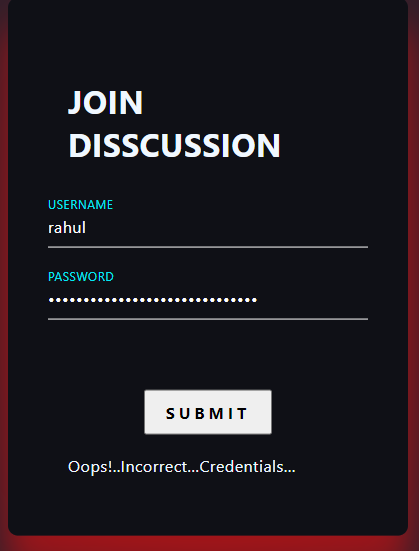 JOIN
DISSCUSSION
USERNAME
rahul
PASSWORD
••••••••••••••••••••••••••••••
SUBMIT
Oops!..Incorrect...Credentials...